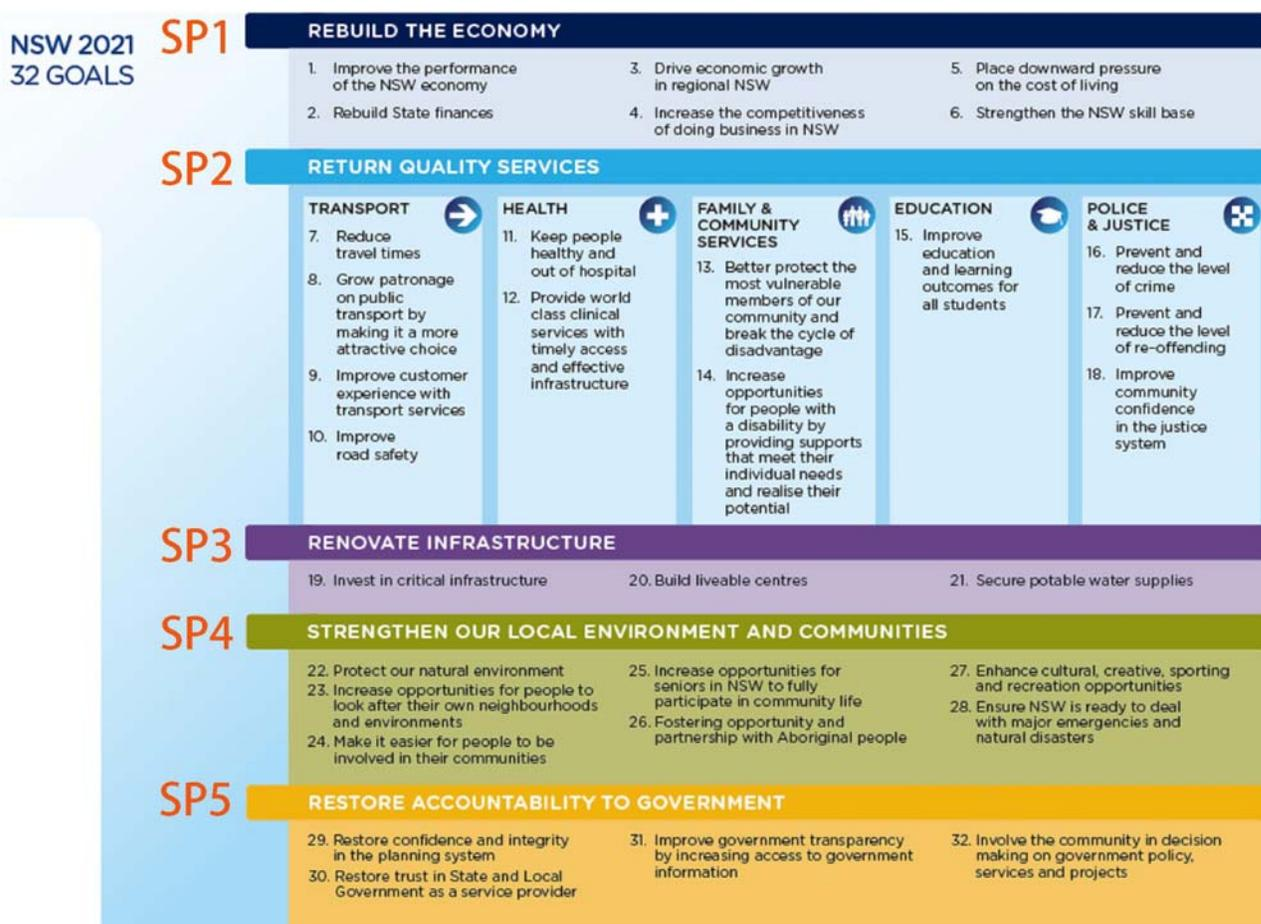 NSW 2021
32 GOALS
SP1
REBUILD THE ECONOMY
1. Improve the performance
of the NSW economy
2. Rebuild State finances
3. Drive economic growth
in regional NSW
4. Increase the competitiveness
of doing business in NSW
5. Place downward pressure
on the cost of living
6. Strengthen the NSW skill base
SP2
RETURN QUALITY SERVICES
TRANSPORT
7. Reduce
travel times
8. Grow patronage
on public
transport by
making it a more
attractive choice
9. Improve customer
experience with
transport services
10. Improve
road safety
HEALTH
11. Keep people
healthy and
out of hospital
12. Provide world
class clinical
services with
timely access
and effective
infrastructure
FAMILY &
COMMUNITY
SERVICES
13. Better protect the
most vulnerable
members of our
community and
break the cycle of
disadvantage
14. Increase
opportunities
for people with
a disability by
providing supports
that meet their
individual needs
and realise their
potential
EDUCATION
15. Improve
education
and learning
outcomes for
all students
POLICE
& JUSTICE
16. Prevent and
reduce the level
of crime
17. Prevent and
reduce the level
of re-offending
18. Improve
community
confidence
in the justice
system
SP3
RENOVATE INFRASTRUCTURE
19. Invest in critical infrastructure
20. Build liveable centres
21. Secure potable water supplies
SP4
STRENGTHEN OUR LOCAL ENVIRONMENT AND COMMUNITIES
22. Protect our natural environment
23. Increase opportunities for people to
look after their own neighbourhoods
and environments
24. Make it easier for people to be
involved in their communities
25. Increase opportunities for
seniors in NSW to fully
participate in community life
26. Fostering opportunity and
partnership with Aboriginal people
27. Enhance cultural, creative, sporting
and recreation opportunities
28. Ensure NSW is ready to deal
with major emergencies and
natural disasters
SP5
RESTORE ACCOUNTABILITY TO GOVERNMENT
29. Restore confidence and integrity
in the planning system
30. Restore trust in State and Local
Government as a service provider
31. Improve government transparency
by increasing access to government
information
32. Involve the community in decision
making on government policy,
services and projects